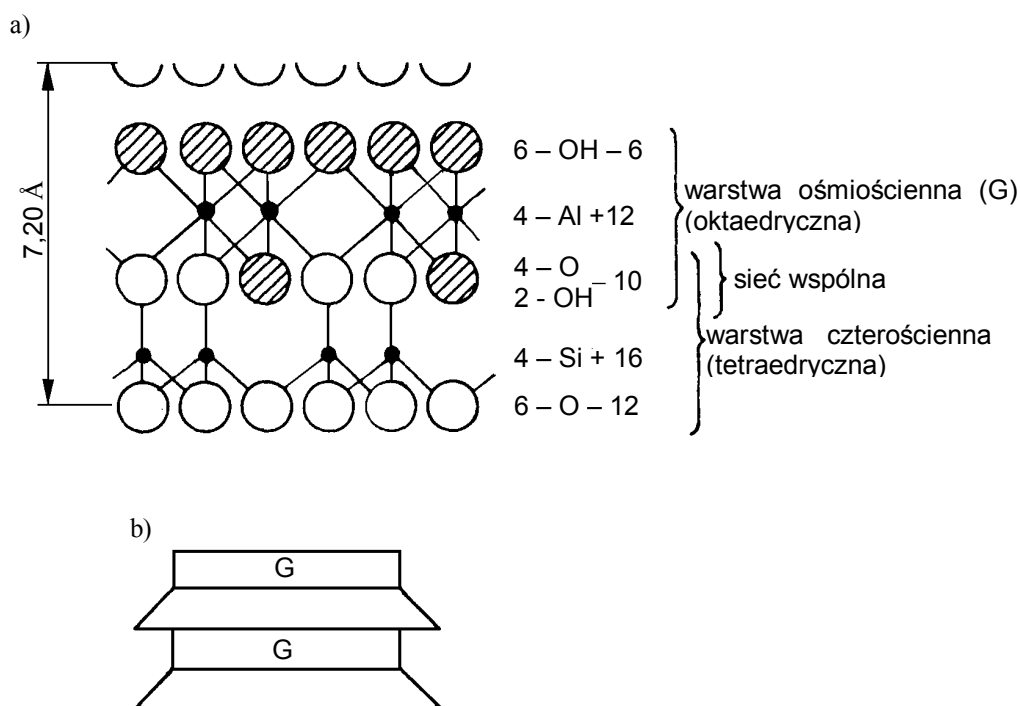 a)
7,20 Å
6 – OH – 6
4 – Al +12
4 – O
– 10
2 - OH
4 – Si + 16
6 – O – 12
warstwa ośmiościenna (G)
(oktaedryczna)
sieć wspólna
warstwa czterościenna
(tetraedryczna)
b)
G
G